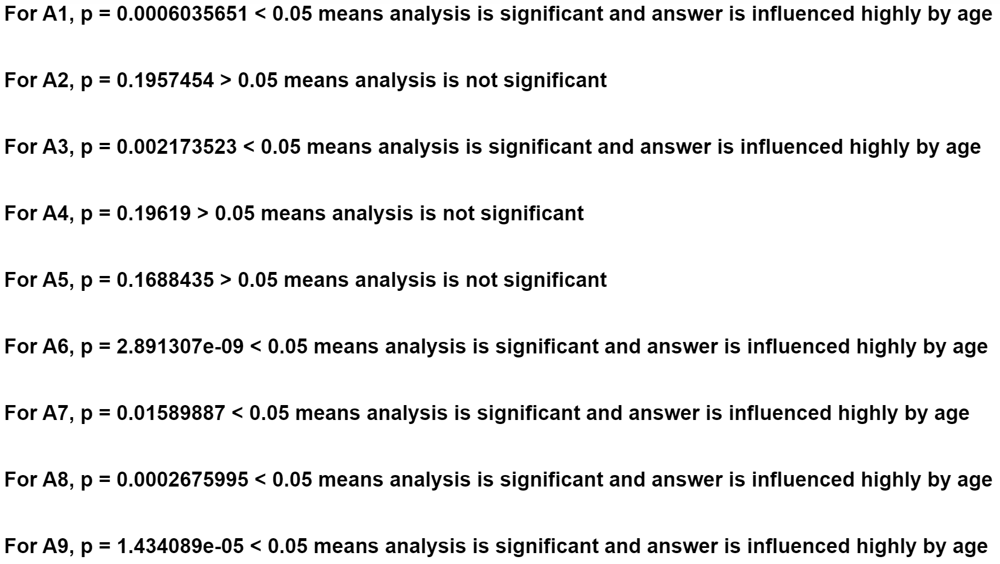 For A1, p = 0.0006035651 < 0.05 means analysis is significant and answer is influenced highly by age
For A2, p = 0.1957454 > 0.05 means analysis is not significant
For A3, p = 0.002173523 < 0.05 means analysis is significant and answer is influenced highly by age
For A4, p = 0.19619 > 0.05 means analysis is not significant
For A5, p = 0.1688435 > 0.05 means analysis is not significant
For A6, p = 2.891307e-09 < 0.05 means analysis is significant and answer is influenced highly by age
For A7, p = 0.01589887 < 0.05 means analysis is significant and answer is influenced highly by age
For A8, p = 0.0002675995 < 0.05 means analysis is significant and answer is influenced highly by age
For A9, p = 1.434089e-05 < 0.05 means analysis is significant and answer is influenced highly by age